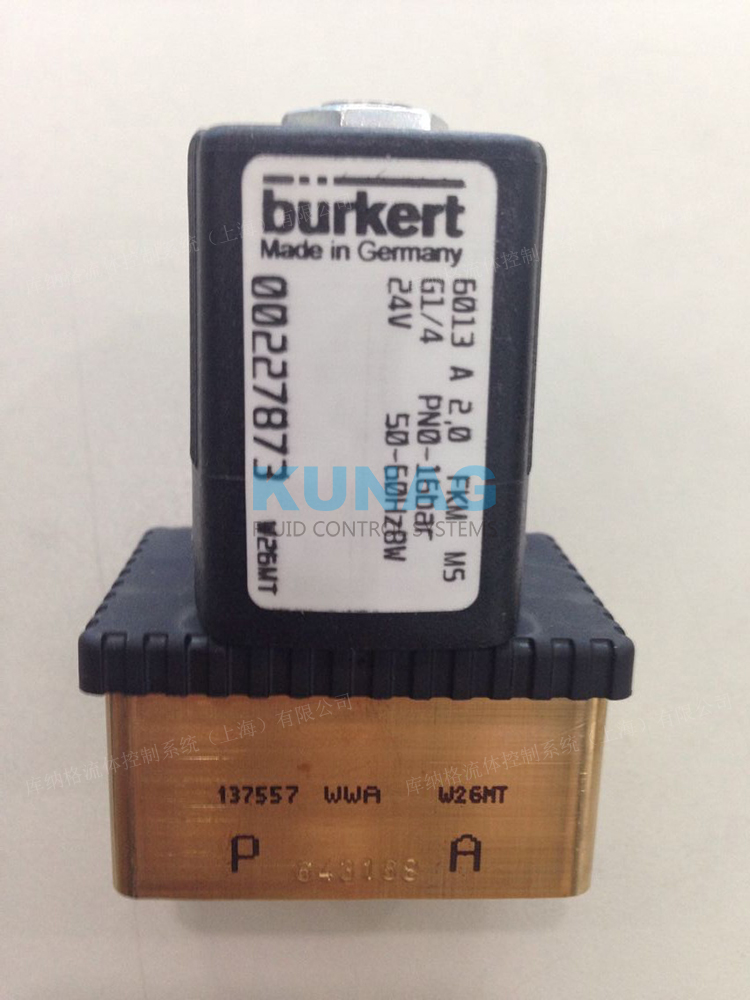 bürkert
Made in Germany
6013 A 2,0 FKM MS
G1/4 PN0-16bar
24V 50-60Hz8W
00227873 W26MT
KUNAG
FLUID CONTROL SYSTEMS
库纳格流体控制系统（上海）有限公司
137557 WWA W26MT
P A